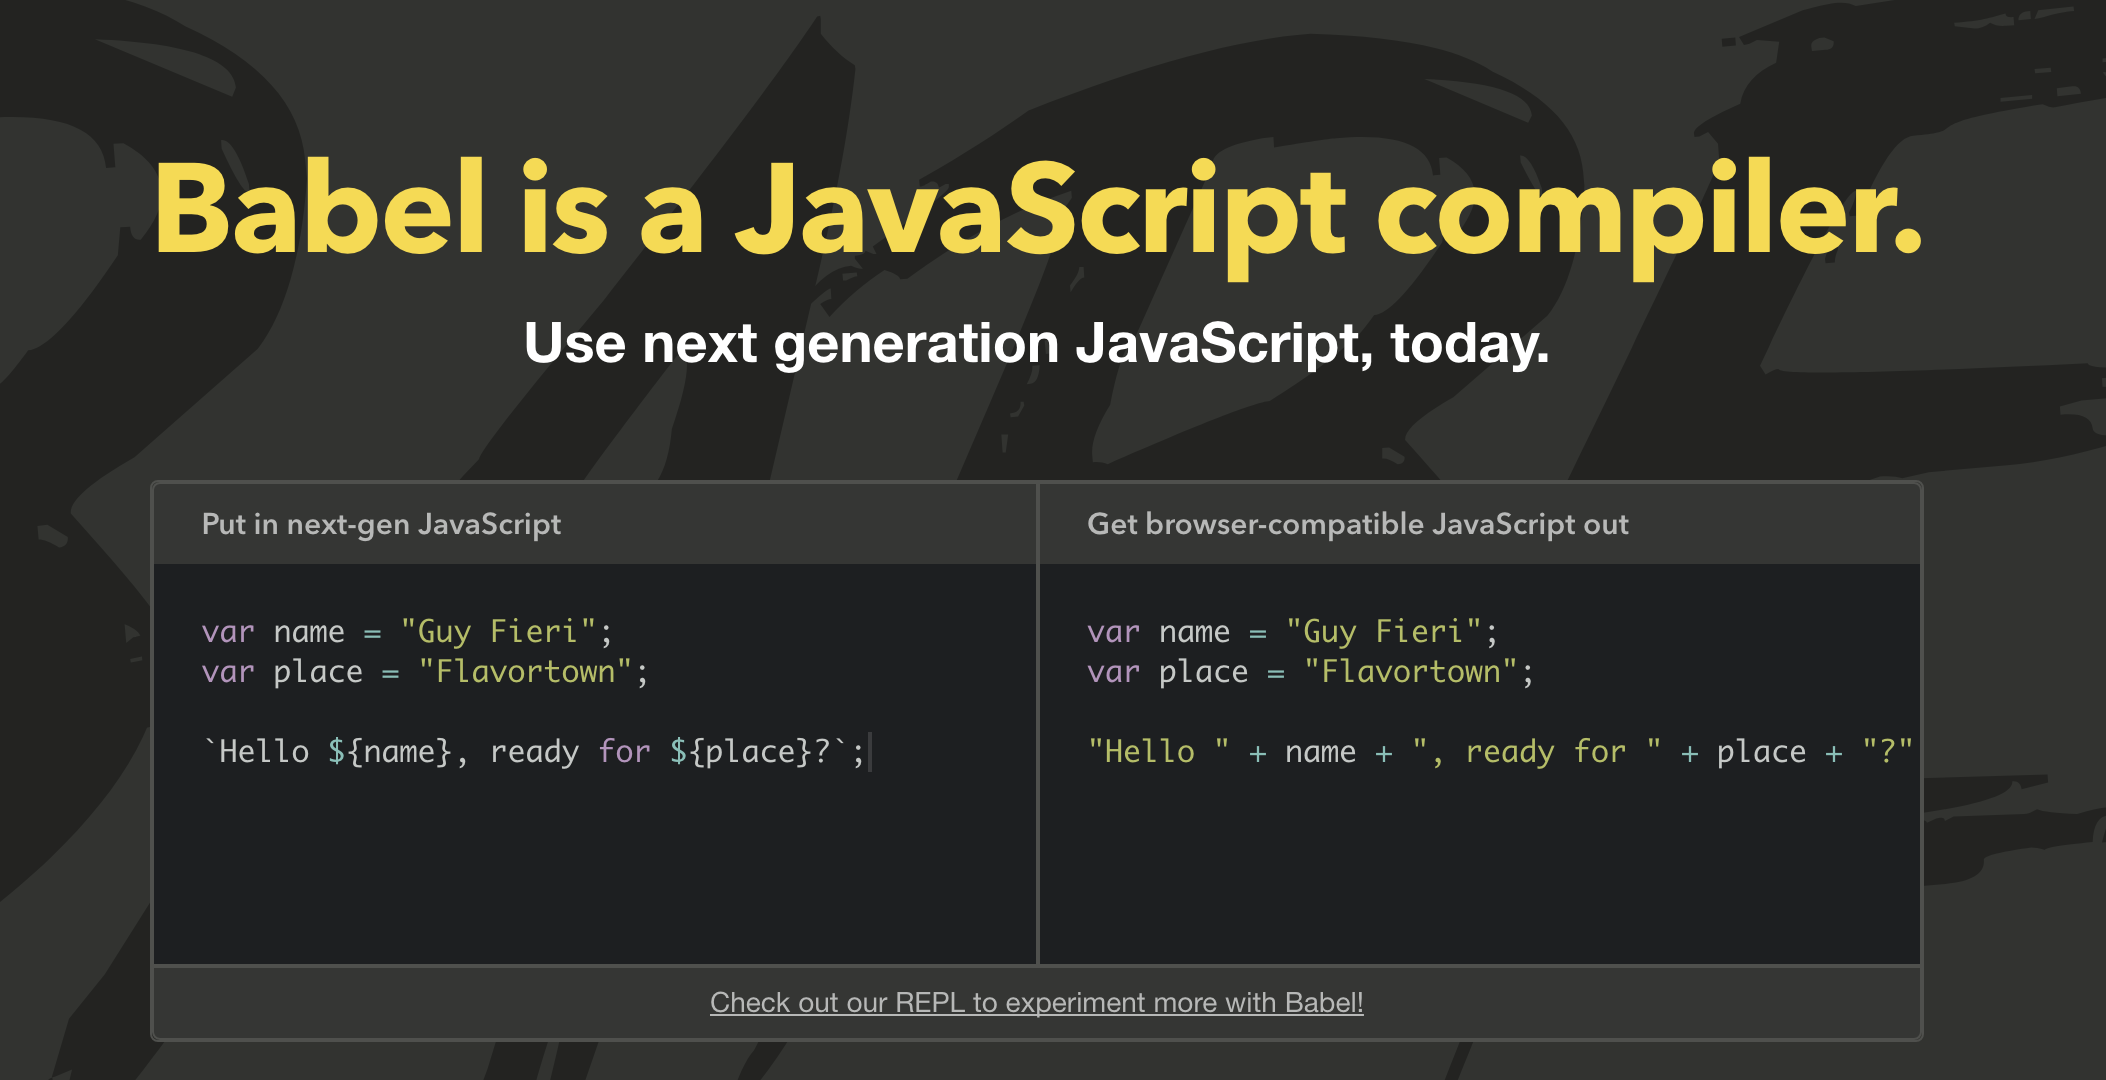 Babel is a JavaScript compiler.
Use next generation JavaScript, today.
Put in next-gen JavaScript
var name = "Guy Fieri";
var place = "Flavortown";
`Hello ${name}, ready for ${place}?`;
Get browser-compatible JavaScript out
var name = "Guy Fieri";
var place = "Flavortown";
"Hello " + name + ", ready for " + place + "?"
Check out our REPL to experiment more with Babel!